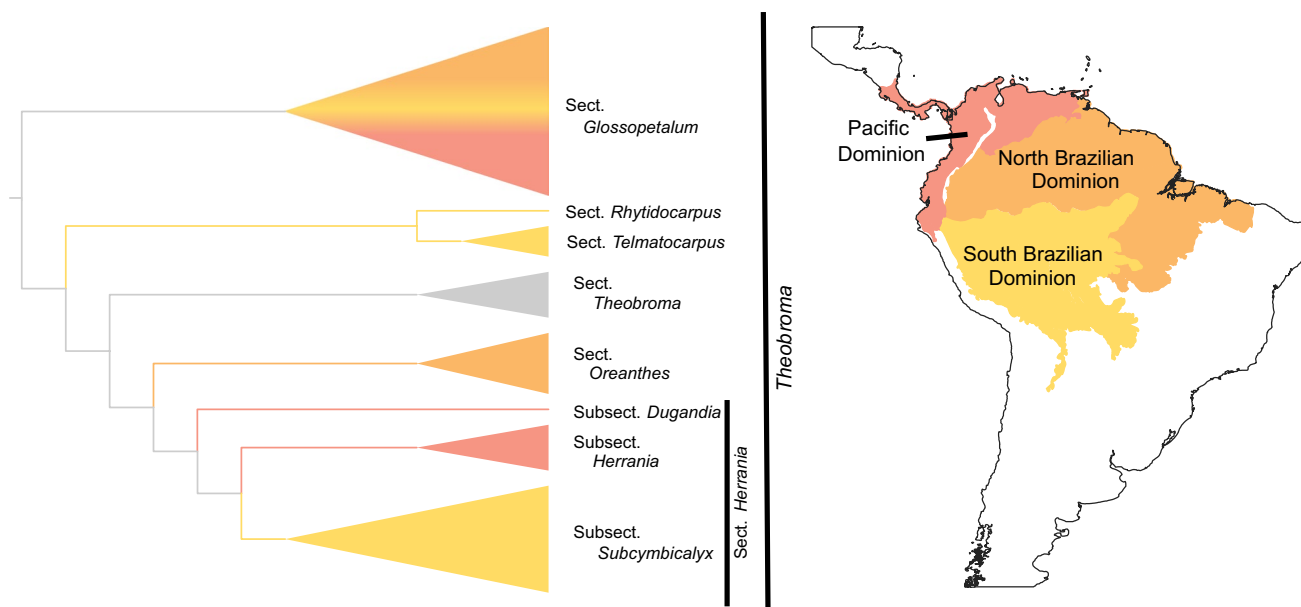 Sect.
Glossopetalum
Sect. Rhytidocarpus
Sect. Telmatocarpus
Sect.
Theobroma
Sect.
Oreanthes
Subsect. Dugandia
Subsect.
Herrania
Subsect.
Subcymbicalyx
Sect. Herrania
Theobroma
Pacific
Dominion
North Brazilian
Dominion
South Brazilian
Dominion